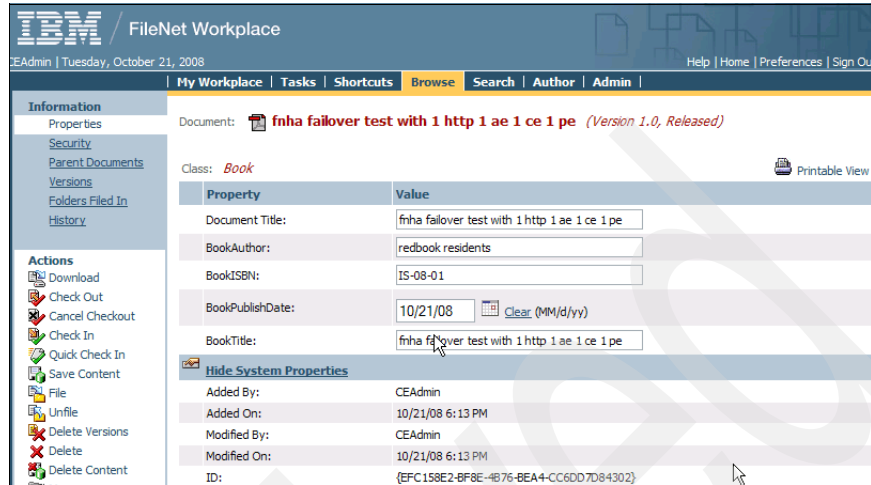 IBM FileNet Workplace
CEAdmin | Tuesday, October 21, 2008
Help | Home | Preferences | Sign Ou
My Workplace | Tasks | Shortcuts Browse Search | Author | Admin |
Information
Properties
Security
Parent Documents
Versions
Folders Filed In
History
Actions
Download
Check Out
Cancel Checkout
Check In
Quick Check In
Save Content
File
Unfile
Delete Versions
Delete
Delete Content
Document: fnha failover test with 1 http 1 ae 1 ce 1 pe (Version 1.0, Released)
Class: Book
Printable View
Property Value
Document Title: fnha failover test with 1 http 1 ae 1 ce 1 pe
BookAuthor: redbook residents
BookISBN: IS-08-01
BookPublishDate: 10/21/08 Clear (MM/d/yy)
BookTitle: fnha failover test with 1 http 1 ae 1 ce 1 pe
Hide System Properties
Added By: CEAdmin
Added On: 10/21/08 6:13 PM
Modified By: CEAdmin
Modified On: 10/21/08 6:13 PM
ID: {EFC158E2-BF8E-4B76-BEA4-CC6DD7D84302}